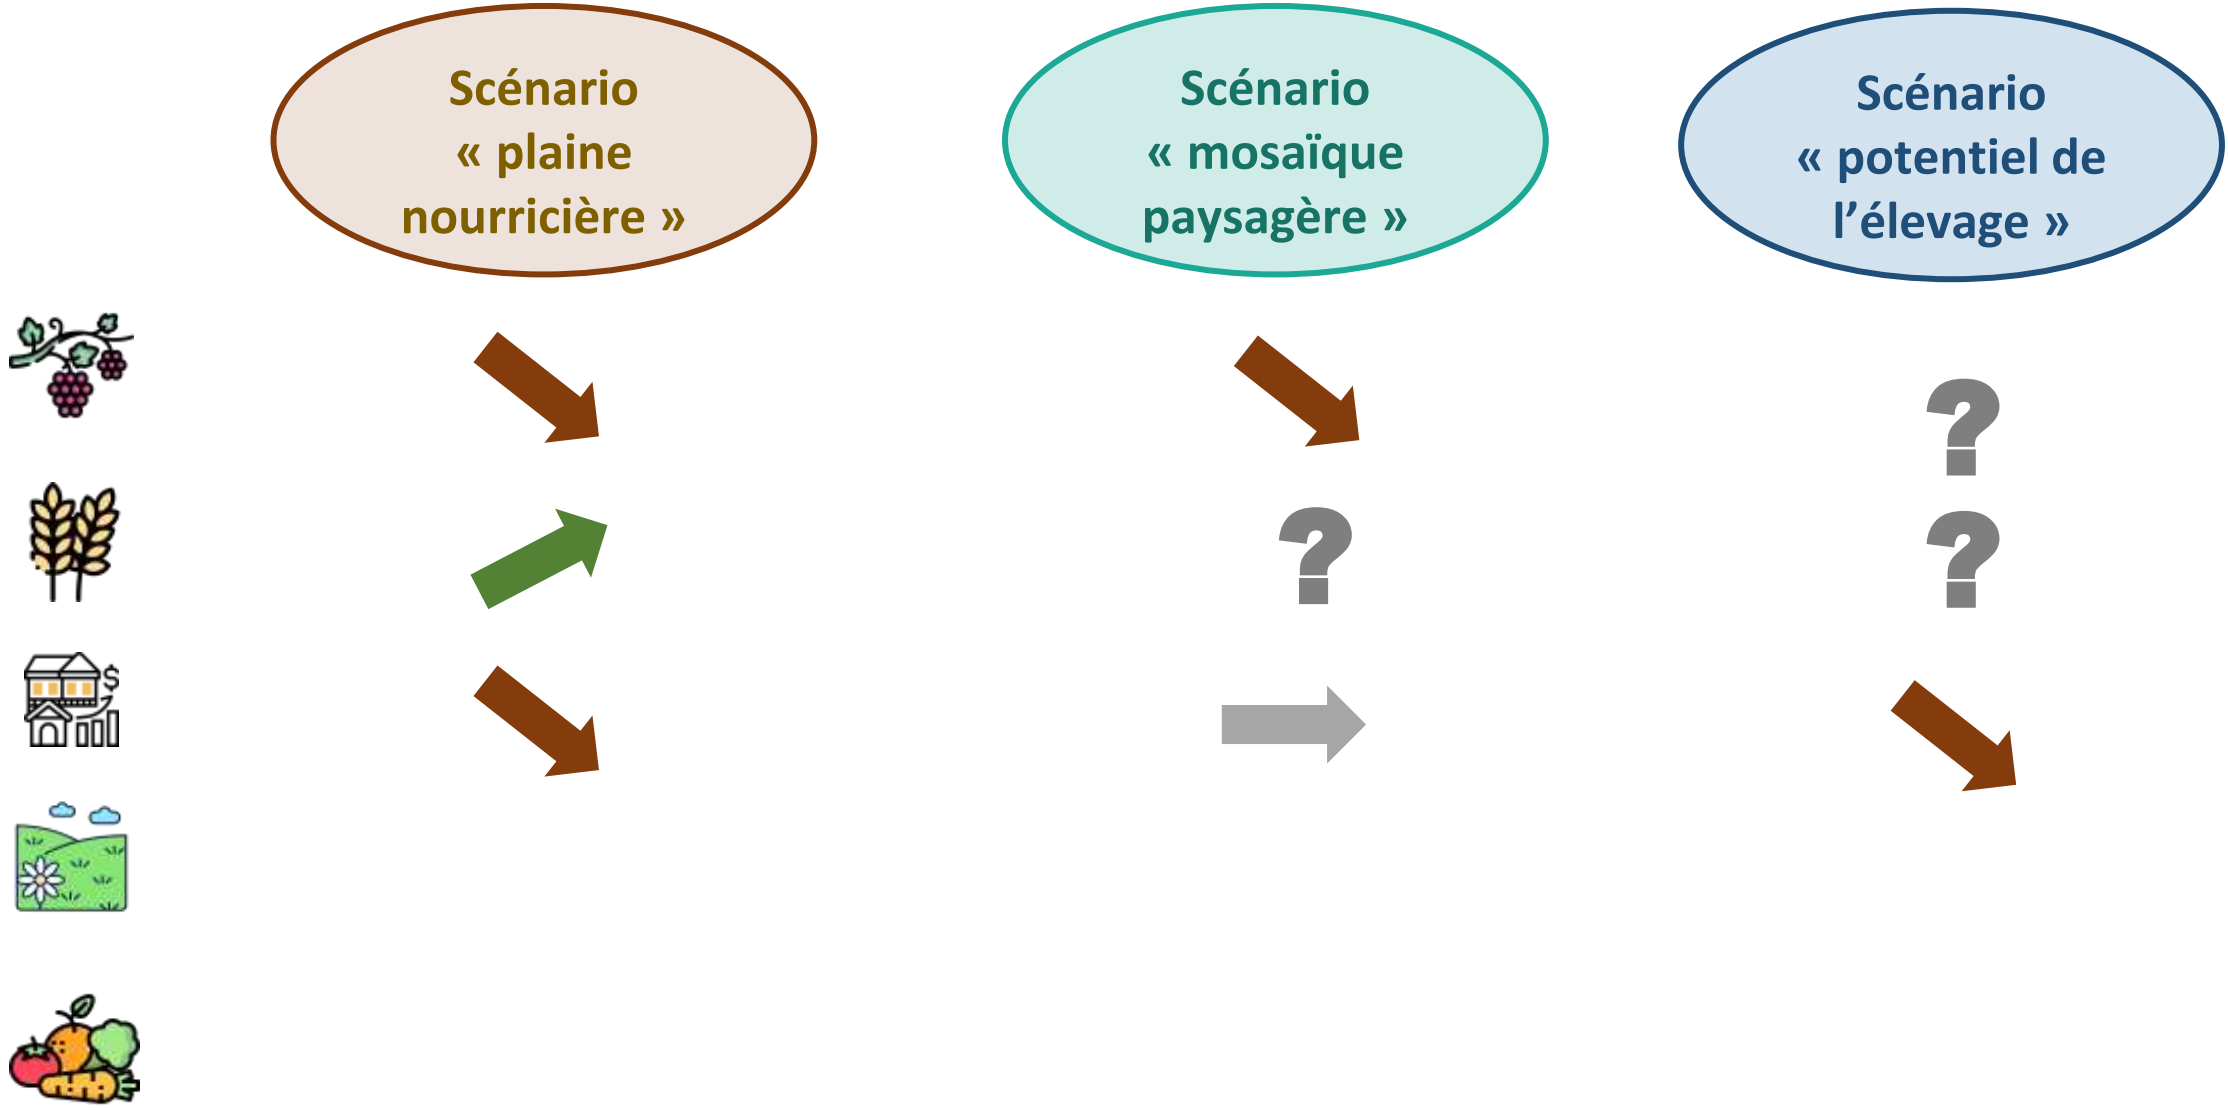 Scénario
« plaine
nourricière »
Scénario
« mosaïque
paysagère »
Scénario
« potentiel de
l’élevage »
?
?
?
$